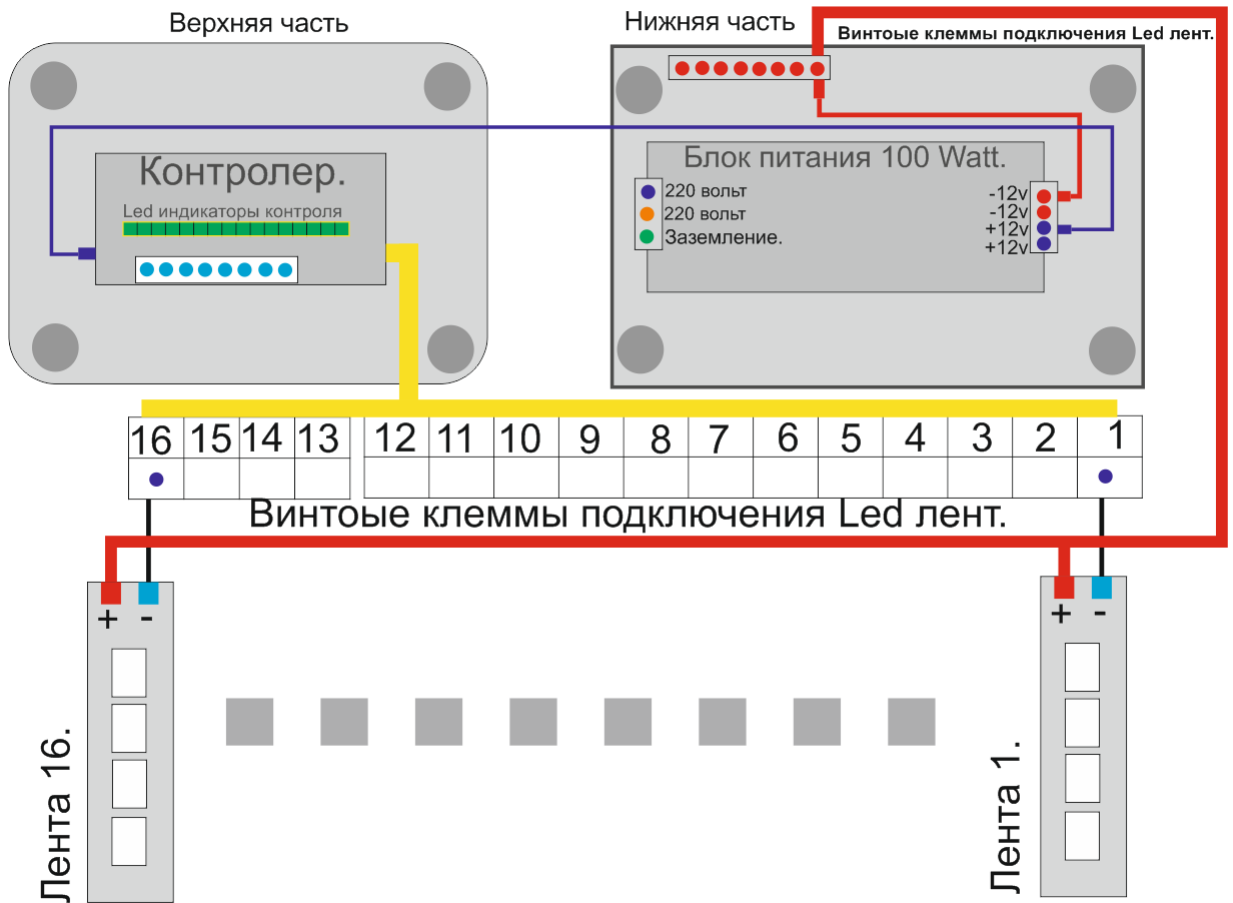 Верхняя часть
Нижняя часть
Винтоые клеммы подключения Led лент.
Контролер.
Led индикаторы контроля
Блок питания 100 Watt.
220 вольт
220 вольт
Заземление.
-12v
-12v
+12v
+12v
16 15 14 13 12 11 10 9 8 7 6 5 4 3 2 1
Винтоые клеммы подключения Led лент.
+ -
+ -
Лента 16.
Лента 1.